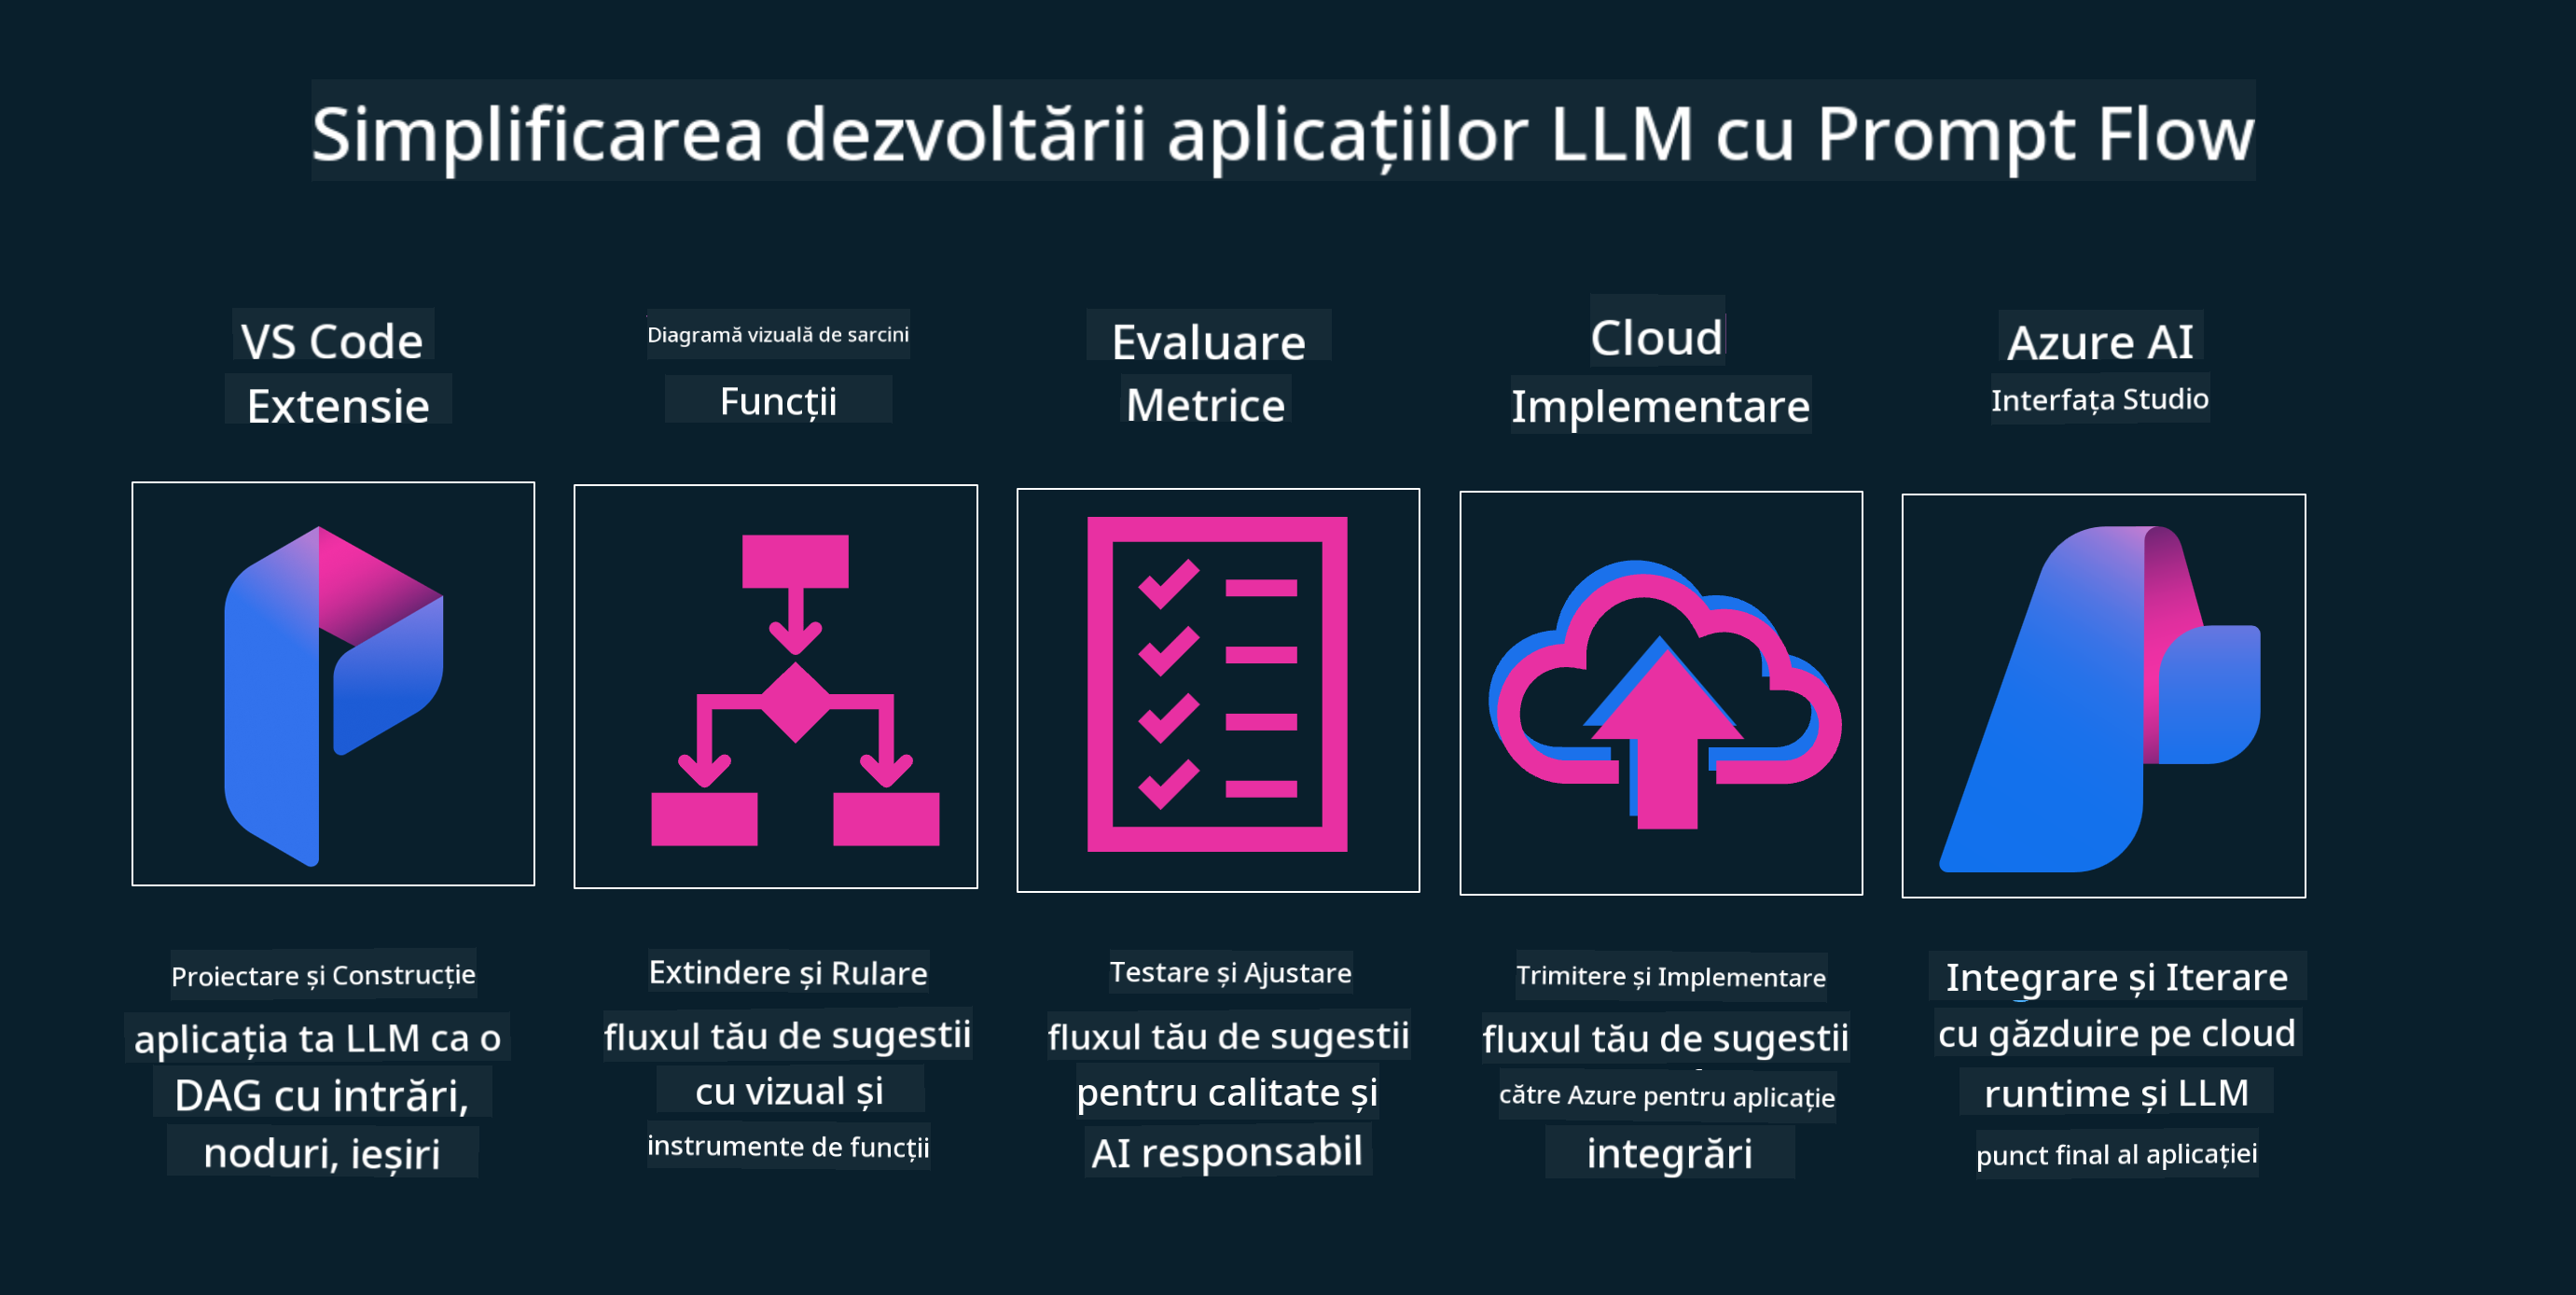 Simplificarea dezvoltării aplicațiilor LLM cu Prompt Flow
VS Code
Extensie
Diagramă vizuală de sarcini
Funcții
Evaluare
Metrice
Cloud
Implementare
Azure AI
Interfața Studio
Proiectare și Construcție
aplicația ta LLM ca o
DAG cu intrări,
noduri, ieșiri
Extindere și Rulare
fluxul tău de sugestii
cu vizual și
instrumente de funcții
Testare și Ajustare
fluxul tău de sugestii
pentru calitate și
AI responsabil
Trimitere și Implementare
fluxul tău de sugestii
către Azure pentru aplicație
integrări
Integrare și Iterare
cu găzduire pe cloud
runtime și LLM
punct final al aplicației